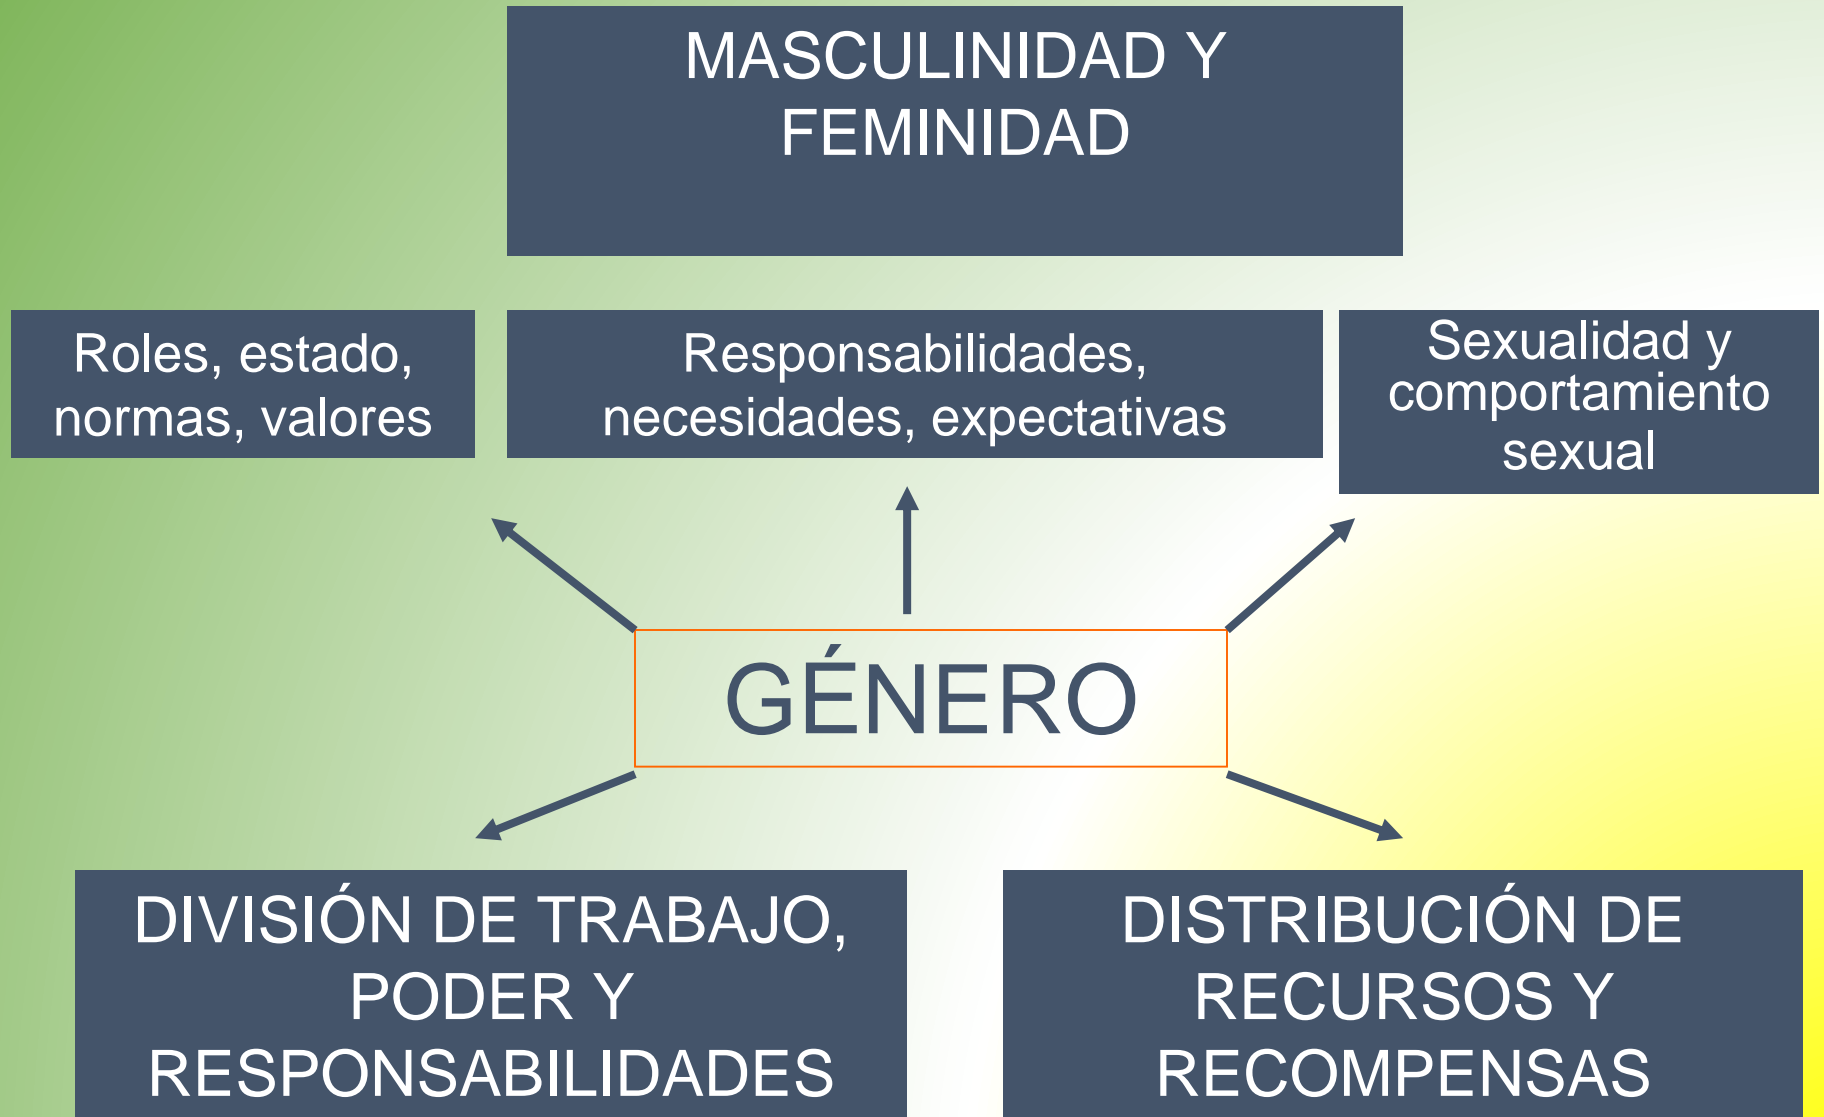 MASCULINIDAD Y
FEMINIDAD
Roles, estado,
normas, valores
Responsabilidades,
necesidades, expectativas
Sexualidad y
comportamiento
sexual
GÉNERO
DIVISIÓN DE TRABAJO,
PODER Y
RESPONSABILIDADES
DISTRIBUCIÓN DE
RECURSOS Y
RECOMPENSAS